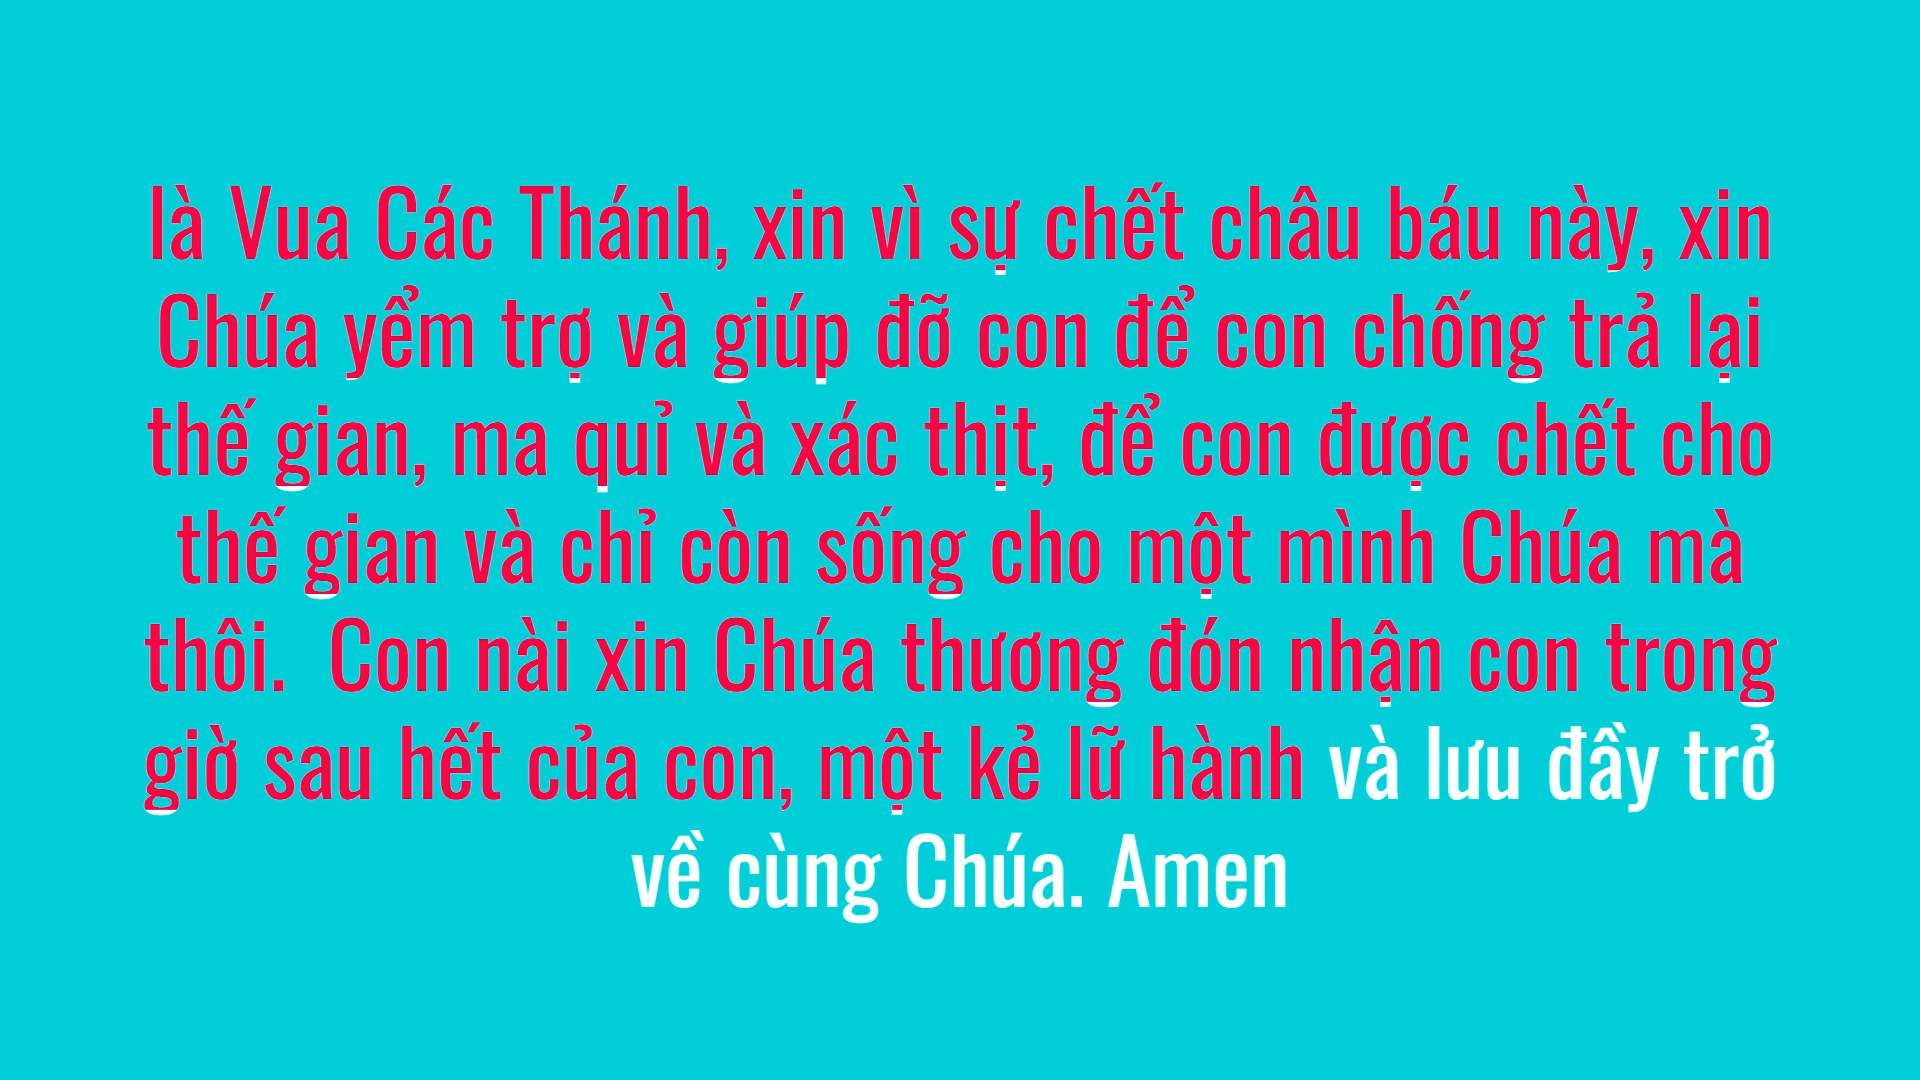 là Vua Các Thánh, xin vì sự chết châu báu này, xin
Chúa yểm trợ và giúp đỡ con để con chống trả lại
thế gian, ma quỉ và xác thịt, để con được chết cho
thế gian và chỉ còn sống cho một mình Chúa mà
thôi.  Con nài xin Chúa thương đón nhận con trong
giờ sau hết của con, một kẻ lữ hành và lưu đầy trở
về cùng Chúa. Amen